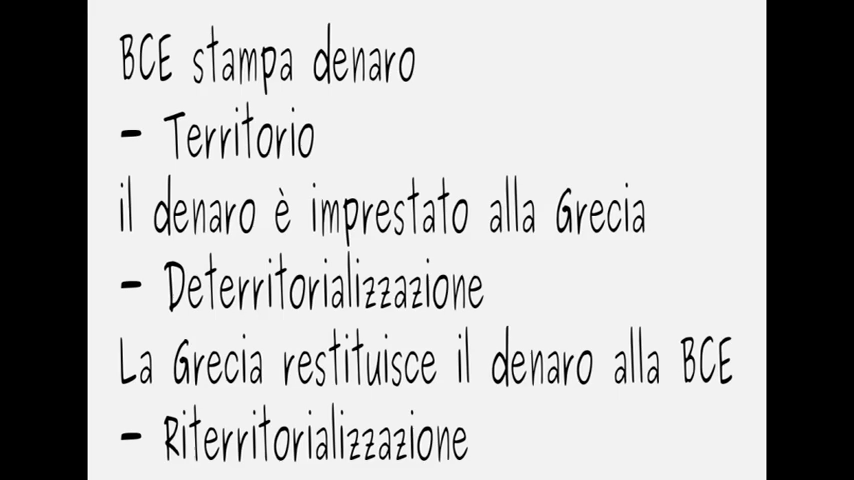 BCE stampa denaro
- Territorio
il denaro è imprestato alla Grecia
- Deterritorializzazione
La Grecia restituisce il denaro alla BCE
- Riterritorializzazione